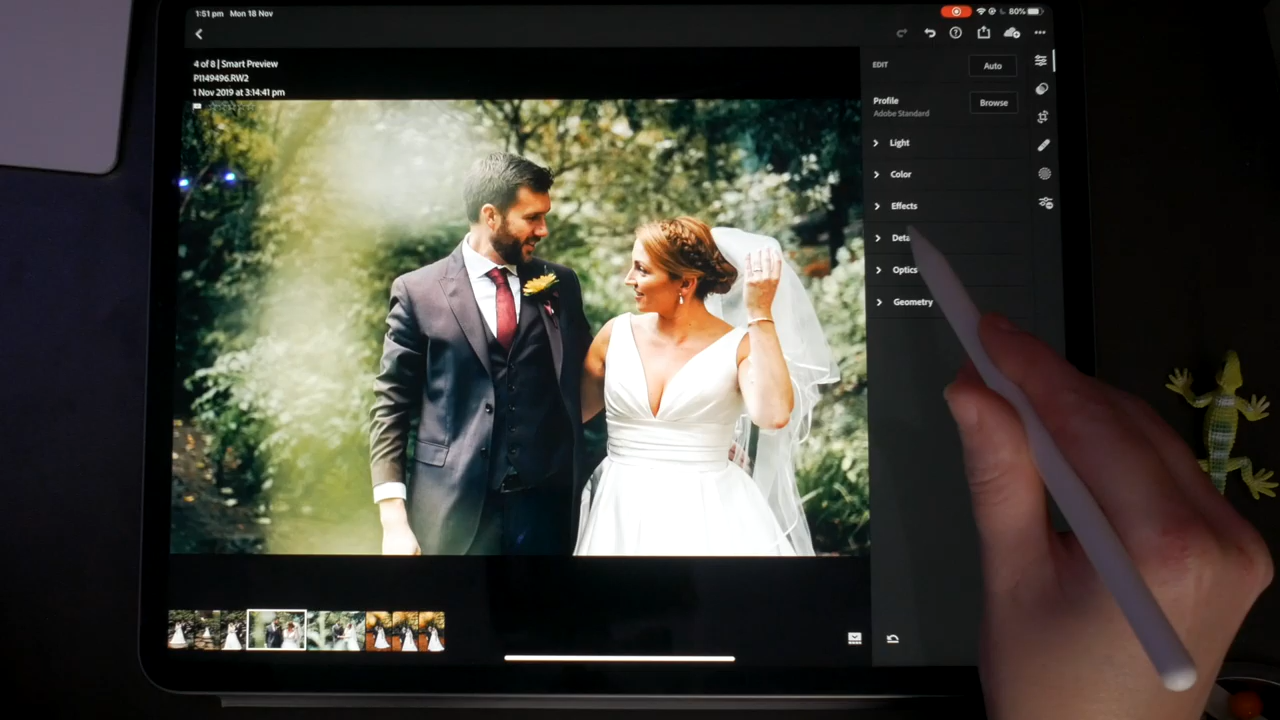 1:51 pm Mon 18 Nov
80%
4 of 8 | Smart Preview
P1149496.RW2
1 Nov 2019 at 3:14:41 pm
EDIT
Auto
Profile
Adobe Standard
Browse
Light
Color
Effects
Deta
Optics
Geometry